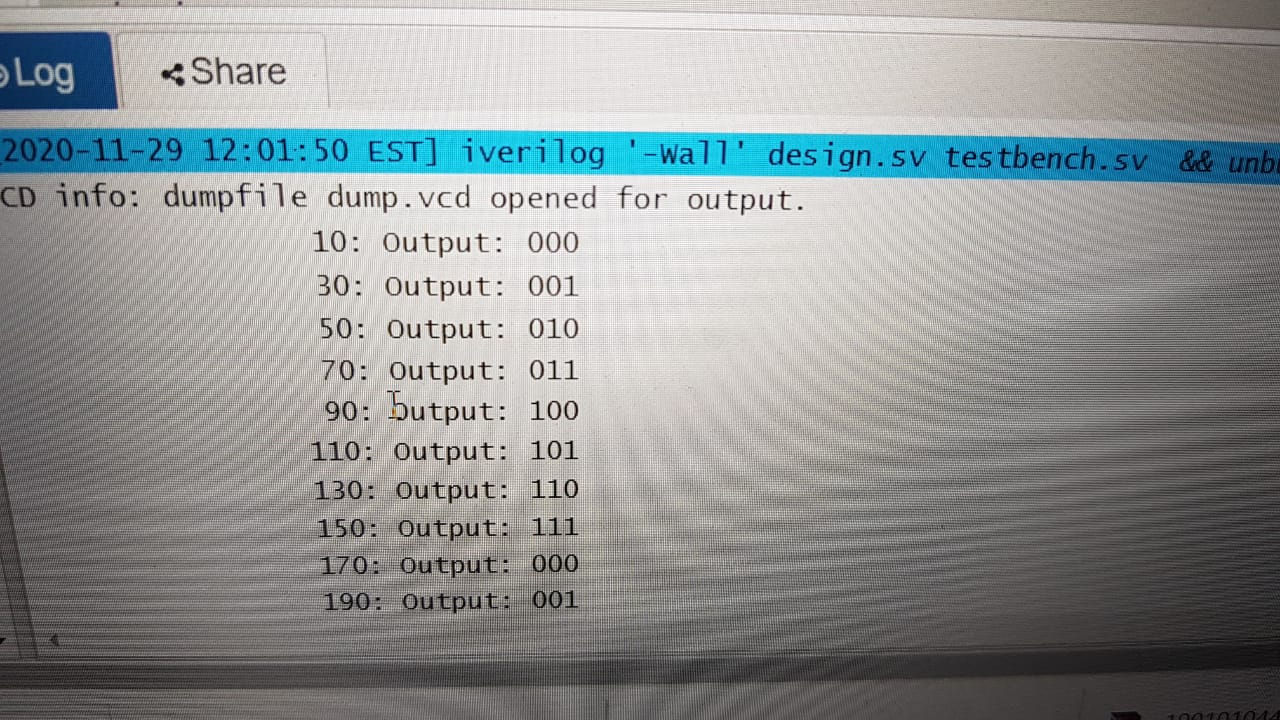 Log Share
2020-11-29 12:01:50 EST] iverilog '-Wall' design.sv testbench.sv && unb
CD info: dumpfile dump.vcd opened for output.
10: Output: 000
30: Output: 001
50: Output: 010
70: Output: 011
90: Output: 100
110: Output: 101
130: Output: 110
150: Output: 111
170: Output: 000
190: Output: 001